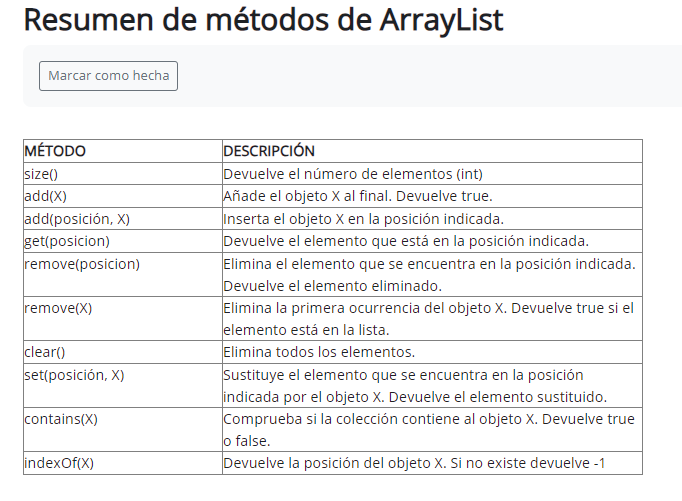 Resumen de métodos de ArrayList
Marcar como hecha
MÉTODO DESCRIPCIÓN
size() Devuelve el número de elementos (int)
add(X) Añade el objeto X al final. Devuelve true.
add(posición, X) Inserta el objeto X en la posición indicada.
get(posicion) Devuelve el elemento que está en la posición indicada.
remove(posicion) Elimina el elemento que se encuentra en la posición indicada.
Devuelve el elemento eliminado.
remove(X) Elimina la primera ocurrencia del objeto X. Devuelve true si el
elemento está en la lista.
clear() Elimina todos los elementos.
set(posición, X) Sustituye el elemento que se encuentra en la posición
indicada por el objeto X. Devuelve el elemento sustituido.
contains(X) Comprueba si la colección contiene al objeto X. Devuelve true
o false.
indexOf(X) Devuelve la posición del objeto X. Si no existe devuelve -1